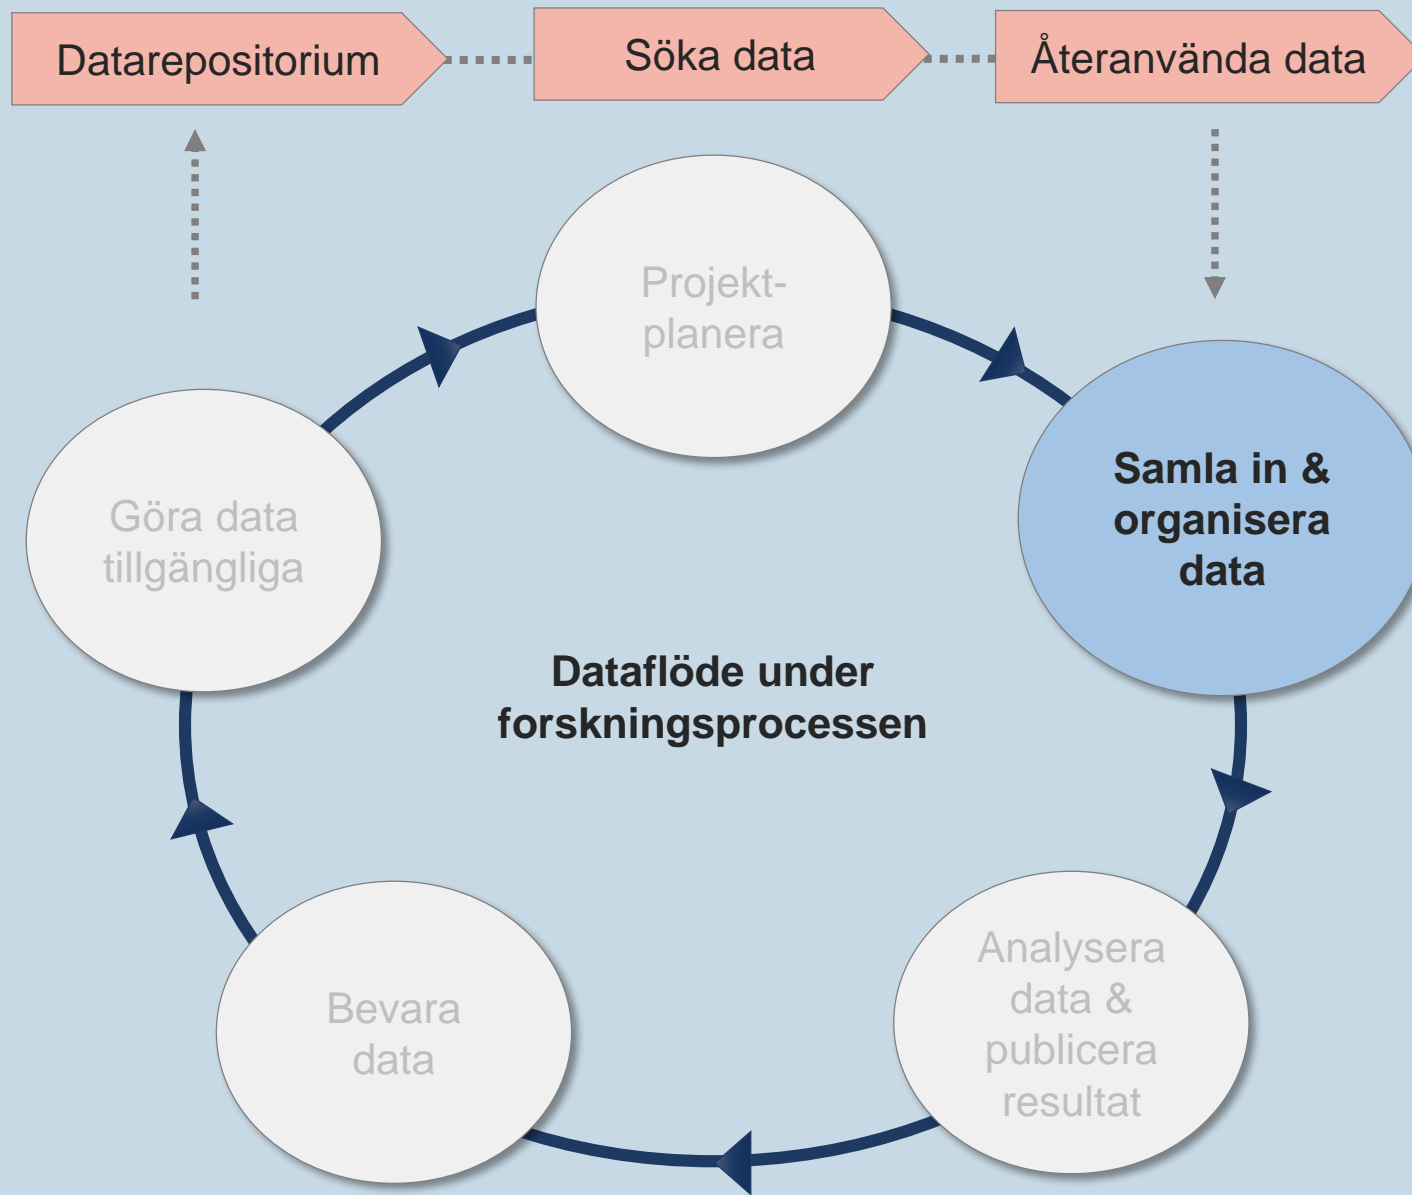 Datarepositorium
Söka data
Återanvända data
Projekt-
planera
Samla in &
organisera
data
Göra data
tillgängliga
Dataflöde under
forskningsprocessen
Analysera
data &
publicera
resultat
Bevara
data